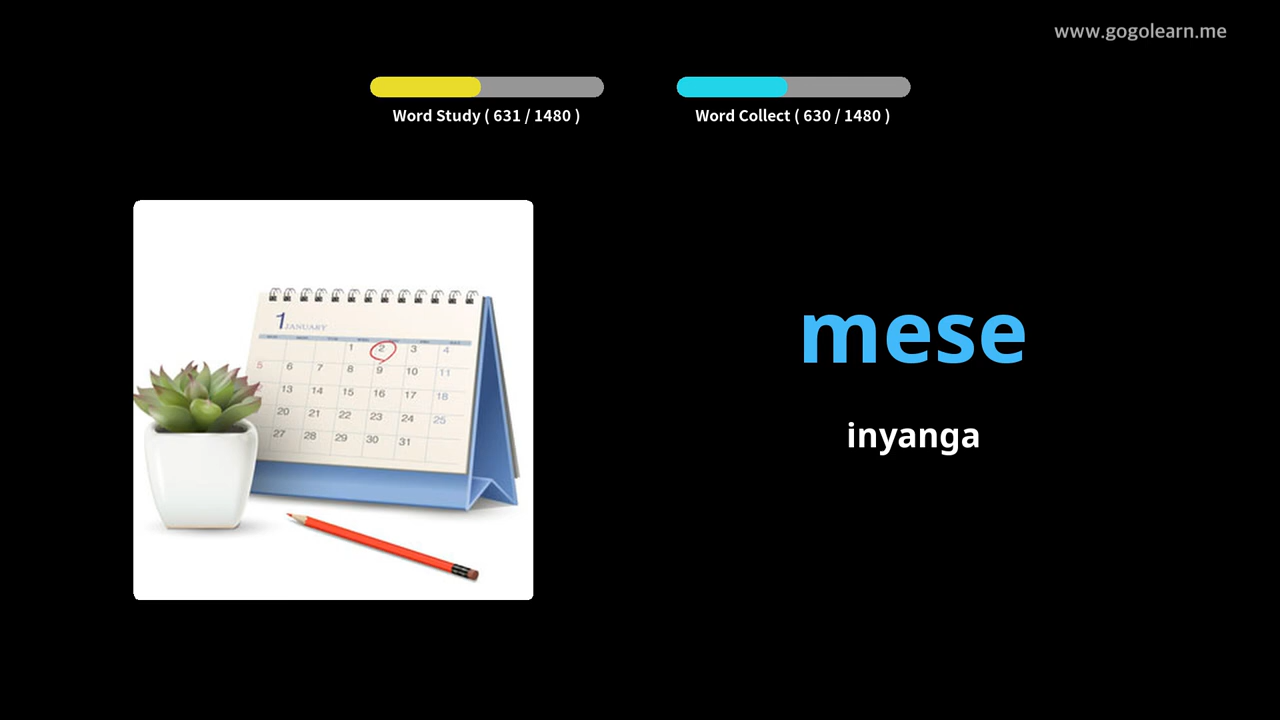 www.gogolearn.me
Word Study ( 631 / 1480 )
Word Collect ( 630 / 1480 )
1 JANUARY
1 2 3 4
5 6 7 8 9 10 11
2 13 14 15 16 17 18
20 21 22 23 24 25
27 28 29 30 31
mese
inyanga